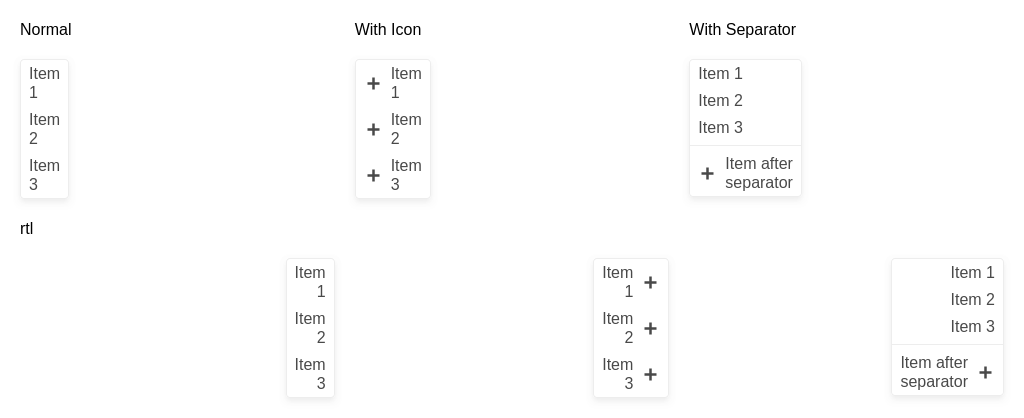 Normal
Item
1
Item
2
Item
3
With Icon
Item
1
Item
2
Item
3
With Separator
Item 1
Item 2
Item 3
Item after
separator
rtl
Item
1
Item
2
Item
3
Item
1
Item
2
Item
3
Item 1
Item 2
Item 3
Item after
separator